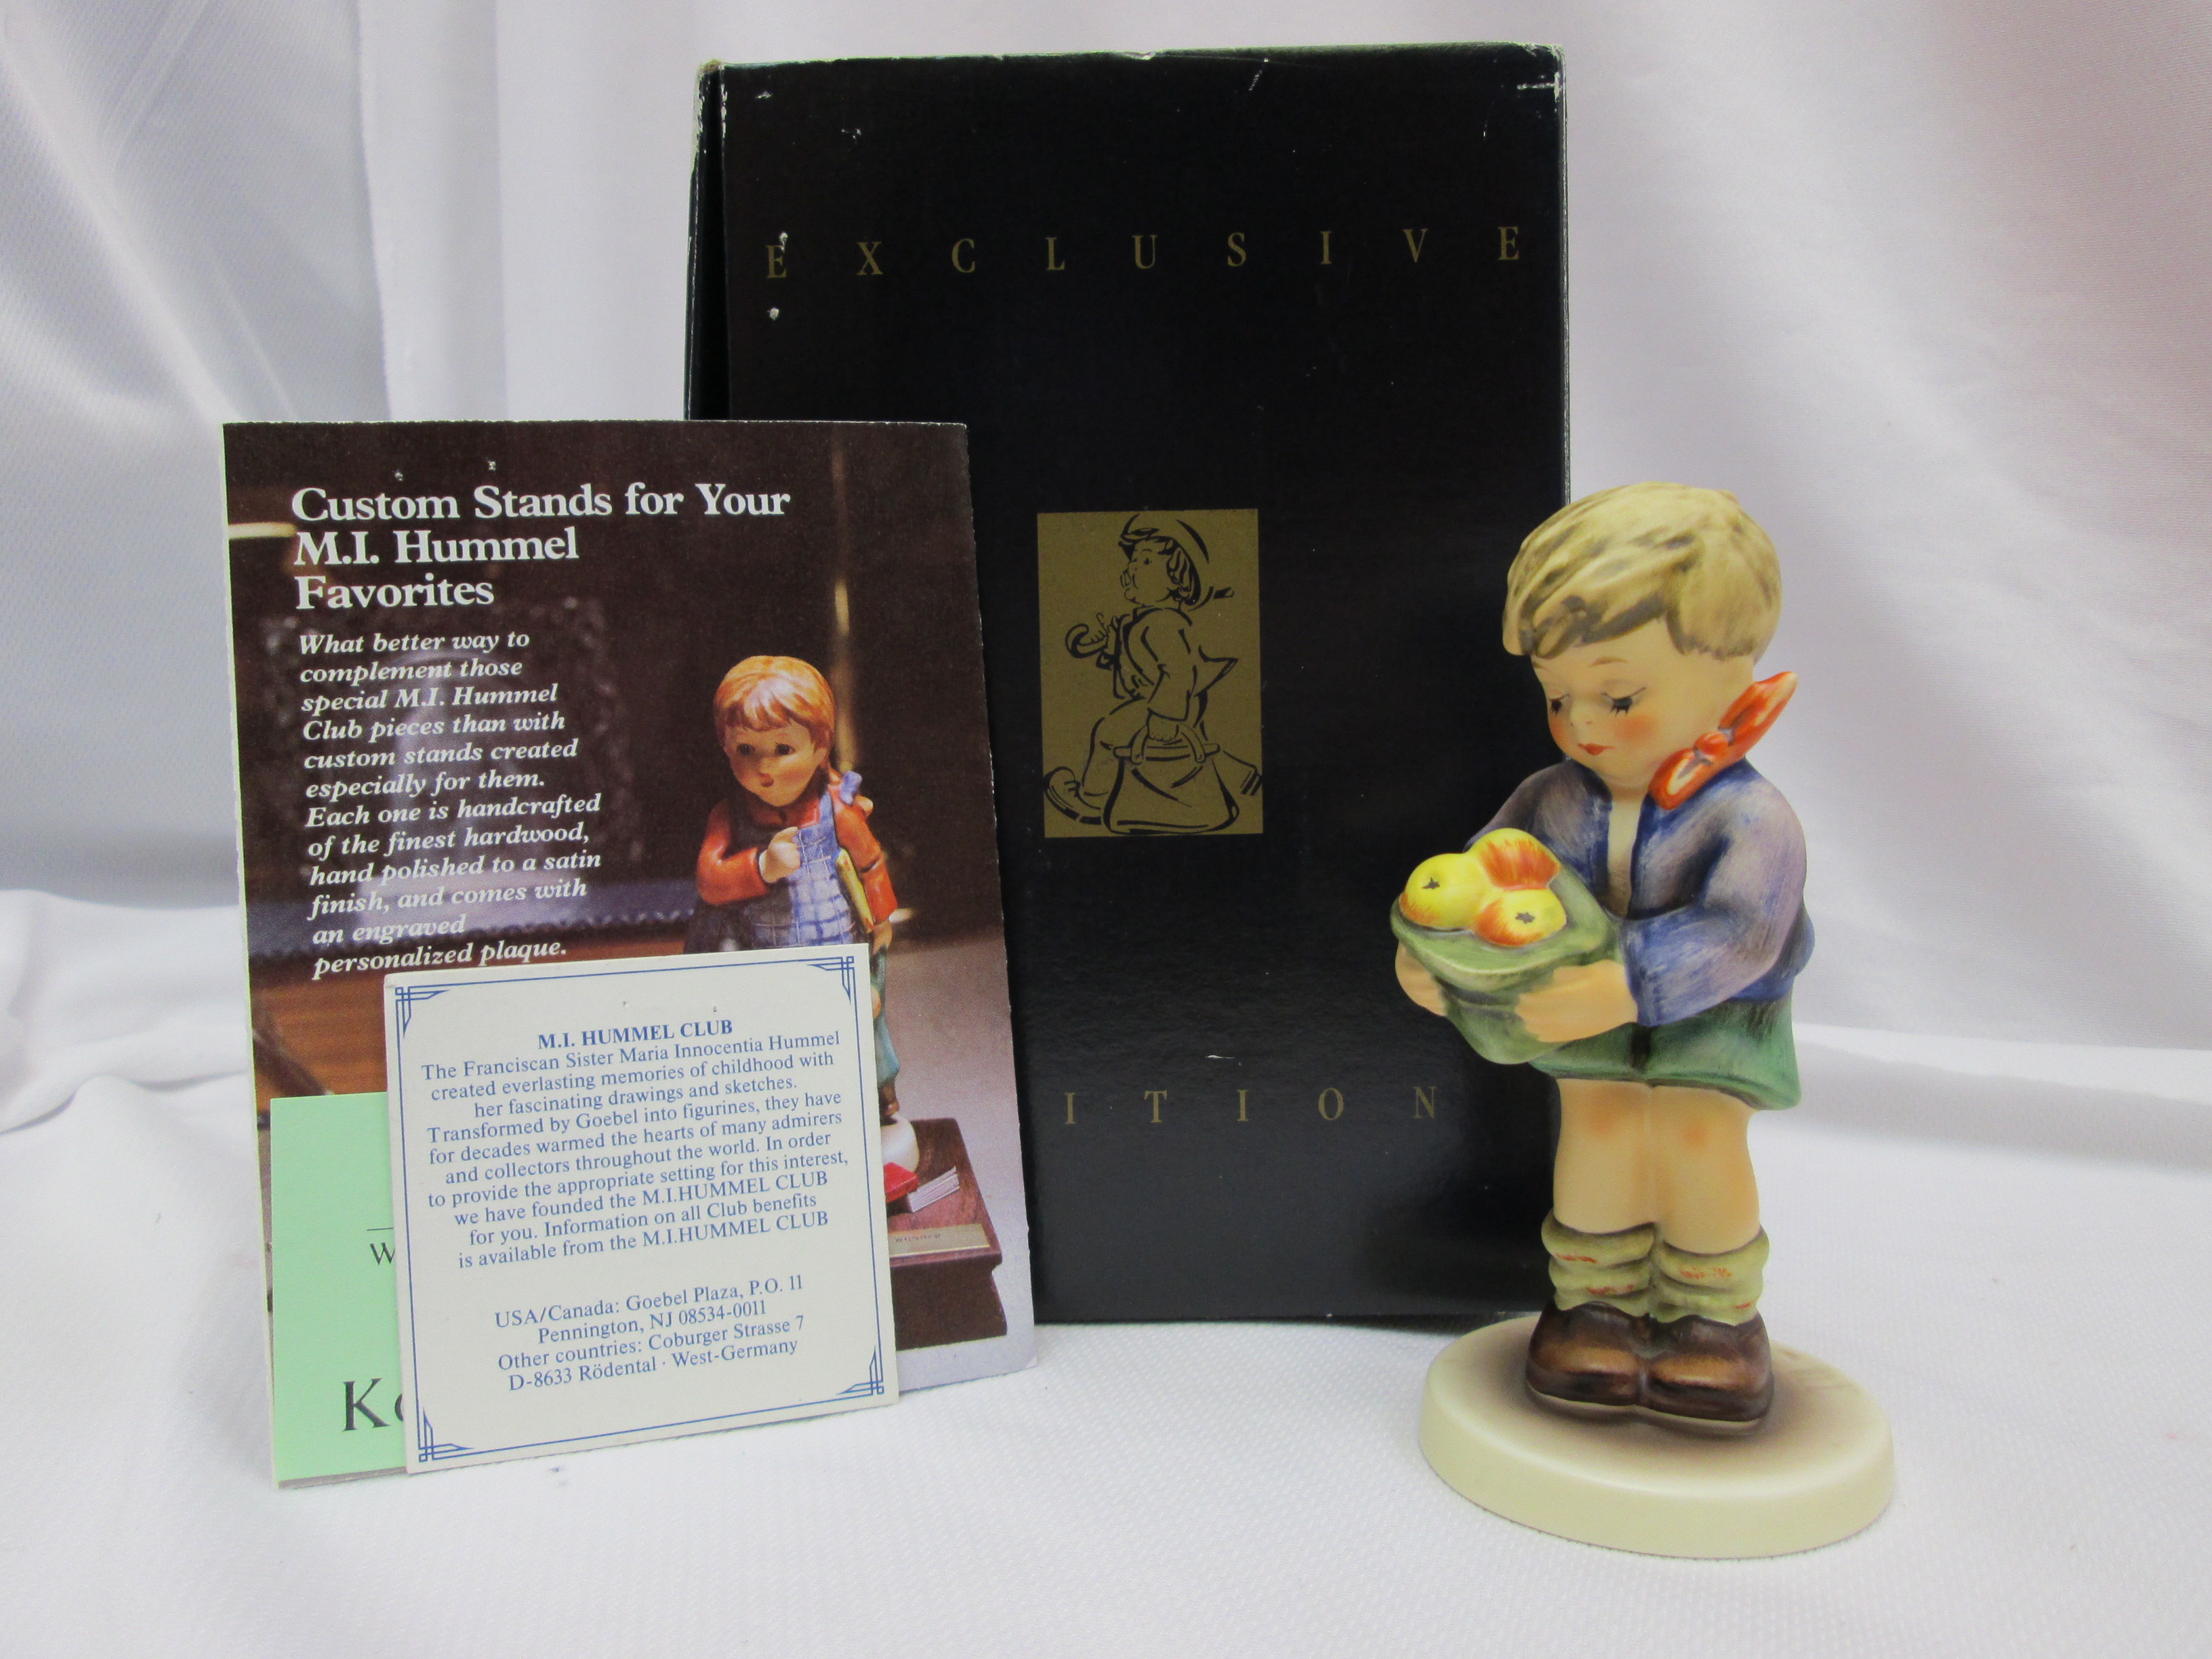 EXCLUSIVE
ITION
Custom Stands for Your
M.I. Hummel
Favorites
What better way to
complement those
special M.I. Hummel
Club pieces than with
custom stands created
especially for them.
Each one is handcrafted
of the finest hardwood,
hand polished to a satin
finish, and comes with
an engraved
personalized plaque.
M.I. HUMMEL CLUB
The Franciscan Sister Maria Innocentia Hummel
created everlasting memories of childhood with
her fascinating drawings and sketches.
Transformed by Goebel into figurines, they have
for decades warmed the hearts of many admirers
and collectors throughout the world. In order
to provide the appropriate setting for this interest,
we have founded the M.I.HUMMEL CLUB
for you. Information on all Club benefits
is available from the M.I.HUMMEL CLUB
USA/Canada: Goebel Plaza, P.O. 11
Pennington, NJ 08534-0011
Other countries: Coburger Strasse 7
D-8633 Rödental · West-Germany